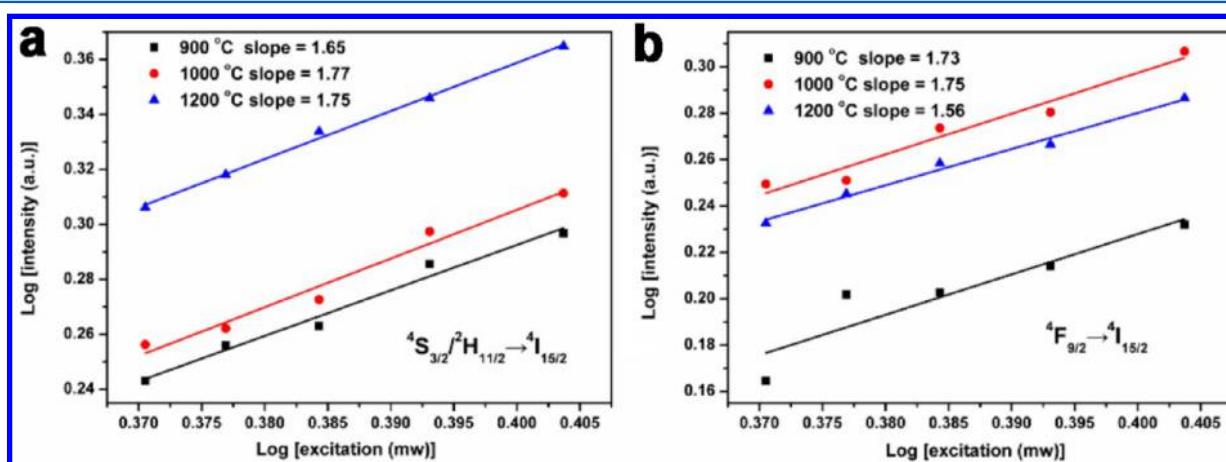 a
900 °C slope = 1.65
1000 °C slope = 1.77
1200 °C slope = 1.75
0.36
0.34
0.32
0.30
0.28
0.26
0.24
Log [intensity (a.u.)]
⁴S₃/₂/²H₁₁/₂→⁴I₁₅/₂
0.370 0.375 0.380 0.385 0.390 0.395 0.400 0.405
Log [excitation (mw)]
b
900 °C slope = 1.73
1000 °C slope = 1.75
1200 °C slope = 1.56
0.30
0.28
0.26
0.24
0.22
0.20
0.18
0.16
Log [intensity (a.u.)]
⁴F₉/₂→⁴I₁₅/₂
0.370 0.375 0.380 0.385 0.390 0.395 0.400 0.405
Log [excitation (mw)]